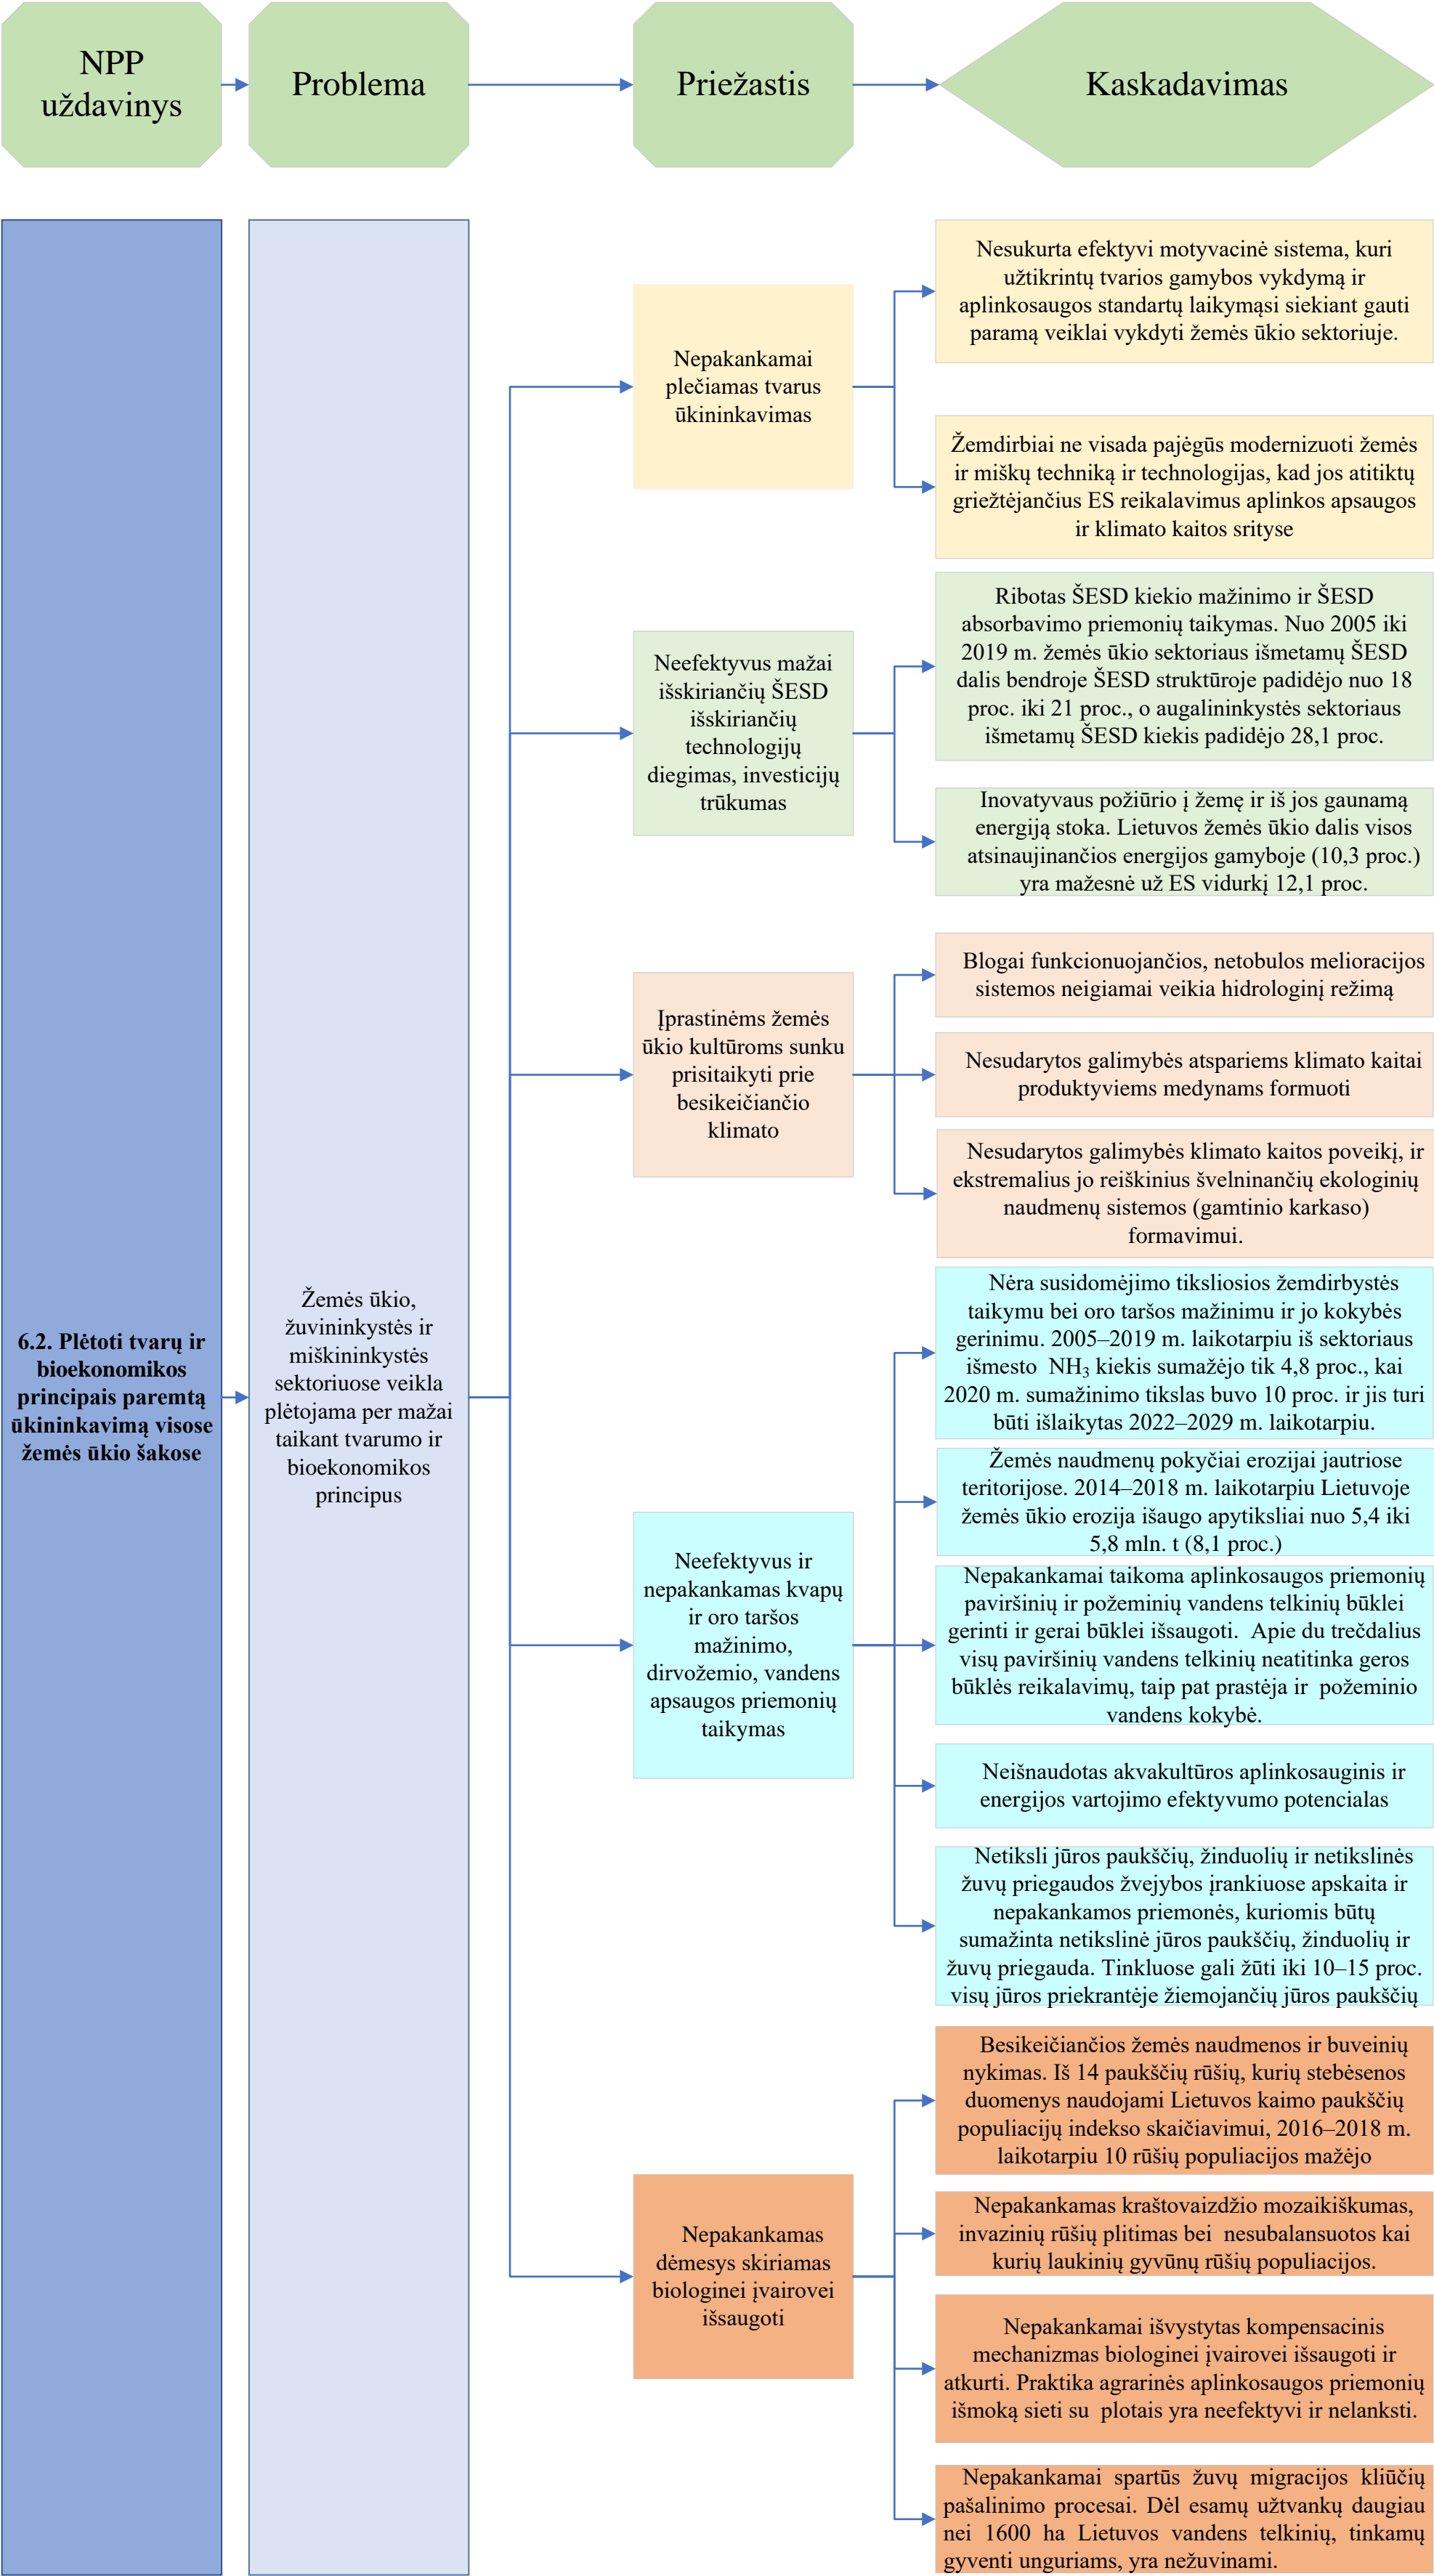 NPP
uždavinys
Problema
Priežastis
Kaskadavimas
6.2. Plėtoti tvarų ir
bioekonomikos
principais paremtą
ūkininkavimą visose
žemės ūkio šakose
Žemės ūkio,
žuvininkystės ir
miškininkystės
sektoriuose veikla
plėtojama per mažai
taikant tvarumo ir
bioekonomikos
principus
Nepakankamai
plečiamas tvarus
ūkininkavimas
Nesukurta efektyvi motyvacinė sistema, kuri
užtikrintų tvarios gamybos vykdymą ir
aplinkosaugos standartų laikymąsi siekiant gauti
paramą veiklai vykdyti žemės ūkio sektoriuje.
Žemdirbiai ne visada pajėgūs modernizuoti žemės
ir miškų techniką ir technologijas, kad jos atitiktų
griežtėjančius ES reikalavimus aplinkos apsaugos
ir klimato kaitos srityse
Neefektyvus mažai
išskiriančių ŠESD
išskiriančių
technologijų
diegimas, investicijų
trūkumas
Ribotas ŠESD kiekio mažinimo ir ŠESD
absorbavimo priemonių taikymas. Nuo 2005 iki
2019 m. žemės ūkio sektoriaus išmetamų ŠESD
dalis bendroje ŠESD struktūroje padidėjo nuo 18
proc. iki 21 proc., o augalininkystės sektoriaus
išmetamų ŠESD kiekis padidėjo 28,1 proc.
Inovatyvaus požiūrio į žemę ir iš jos gaunamą
energiją stoka. Lietuvos žemės ūkio dalis visos
atsinaujinančios energijos gamyboje (10,3 proc.)
yra mažesnė už ES vidurkį 12,1 proc.
Įprastinėms žemės
ūkio kultūroms sunku
prisitaikyti prie
besikeičiančio
klimato
Blogai funkcionuojančios, netobulos melioracijos
sistemos neigiamai veikia hidrologinį režimą
Nesudarytos galimybės atspariems klimato kaitai
produktyviems medynams formuoti
Nesudarytos galimybės klimato kaitos poveikį, ir
ekstremalius jo reiškinius švelninančių ekologinių
naudmenų sistemos (gamtinio karkaso)
formavimui.
Neefektyvus ir
nepakankamas kvapų
ir oro taršos
mažinimo,
dirvožemio, vandens
apsaugos priemonių
taikymas
Nėra susidomėjimo tiksliosios žemdirbystės
taikymu bei oro taršos mažinimu ir jo kokybės
gerinimu. 2005–2019 m. laikotarpiu iš sektoriaus
išmesto NH₃ kiekis sumažėjo tik 4,8 proc., kai
2020 m. sumažinimo tikslas buvo 10 proc. ir jis turi
būti išlaikytas 2022–2029 m. laikotarpiu.
Žemės naudmenų pokyčiai erozijai jautriose
teritorijose. 2014–2018 m. laikotarpiu Lietuvoje
žemės ūkio erozija išaugo apytiksliai nuo 5,4 iki
5,8 mln. t (8,1 proc.)
Nepakankamai taikoma aplinkosaugos priemonių
paviršinių ir požeminių vandens telkinių būklei
gerinti ir gerai būklei išsaugoti. Apie du trečdalius
visų paviršinių vandens telkinių neatitinka geros
būklės reikalavimų, taip pat prastėja ir požeminio
vandens kokybė.
Neišnaudotas akvakultūros aplinkosauginis ir
energijos vartojimo efektyvumo potencialas
Netiksli jūros paukščių, žinduolių ir netikslinės
žuvų priegaudos žvejybos įrankiuose apskaita ir
nepakankamos priemonės, kuriomis būtų
sumažinta netikslinė jūros paukščių, žinduolių ir
žuvų priegauda. Tinkluose gali žūti iki 10–15 proc.
visų jūros priekrantėje žiemojančių jūros paukščių
Nepakankamas
dėmesys skiriamas
biologinei įvairovei
išsaugoti
Besikeičiančios žemės naudmenos ir buveinių
nykimas. Iš 14 paukščių rūšių, kurių stebėsenos
duomenys naudojami Lietuvos kaimo paukščių
populiacijų indekso skaičiavimui, 2016–2018 m.
laikotarpiu 10 rūšių populiacijos mažėjo
Nepakankamas kraštovaizdžio mozaikiškumas,
invazinių rūšių plitimas bei nesubalansuotos kai
kurių laukinių gyvūnų rūšių populiacijos.
Nepakankamai išvystytas kompensacinis
mechanizmas biologinei įvairovei išsaugoti ir
atkurti. Praktika agrarinės aplinkosaugos priemonių
išmoką sieti su plotais yra neefektyvi ir nelanksti.
Nepakankamai spartūs žuvų migracijos kliūčių
pašalinimo procesai. Dėl esamų užtvankų daugiau
nei 1600 ha Lietuvos vandens telkinių, tinkamų
gyventi unguriams, yra nežuvinami.